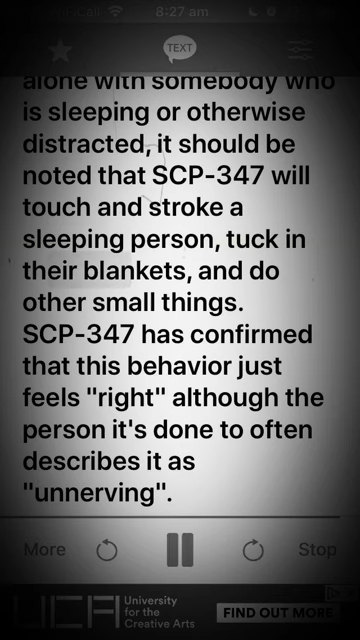 WiFiCall 8:27 am
TEXT
alone with somebody who
is sleeping or otherwise
distracted, it should be
noted that SCP-347 will
touch and stroke a
sleeping person, tuck in
their blankets, and do
other small things.
SCP-347 has confirmed
that this behavior just
feels "right" although the
person it's done to often
describes it as
"unnerving".
More Stop
UCA University
for the
Creative Arts
FIND OUT MORE